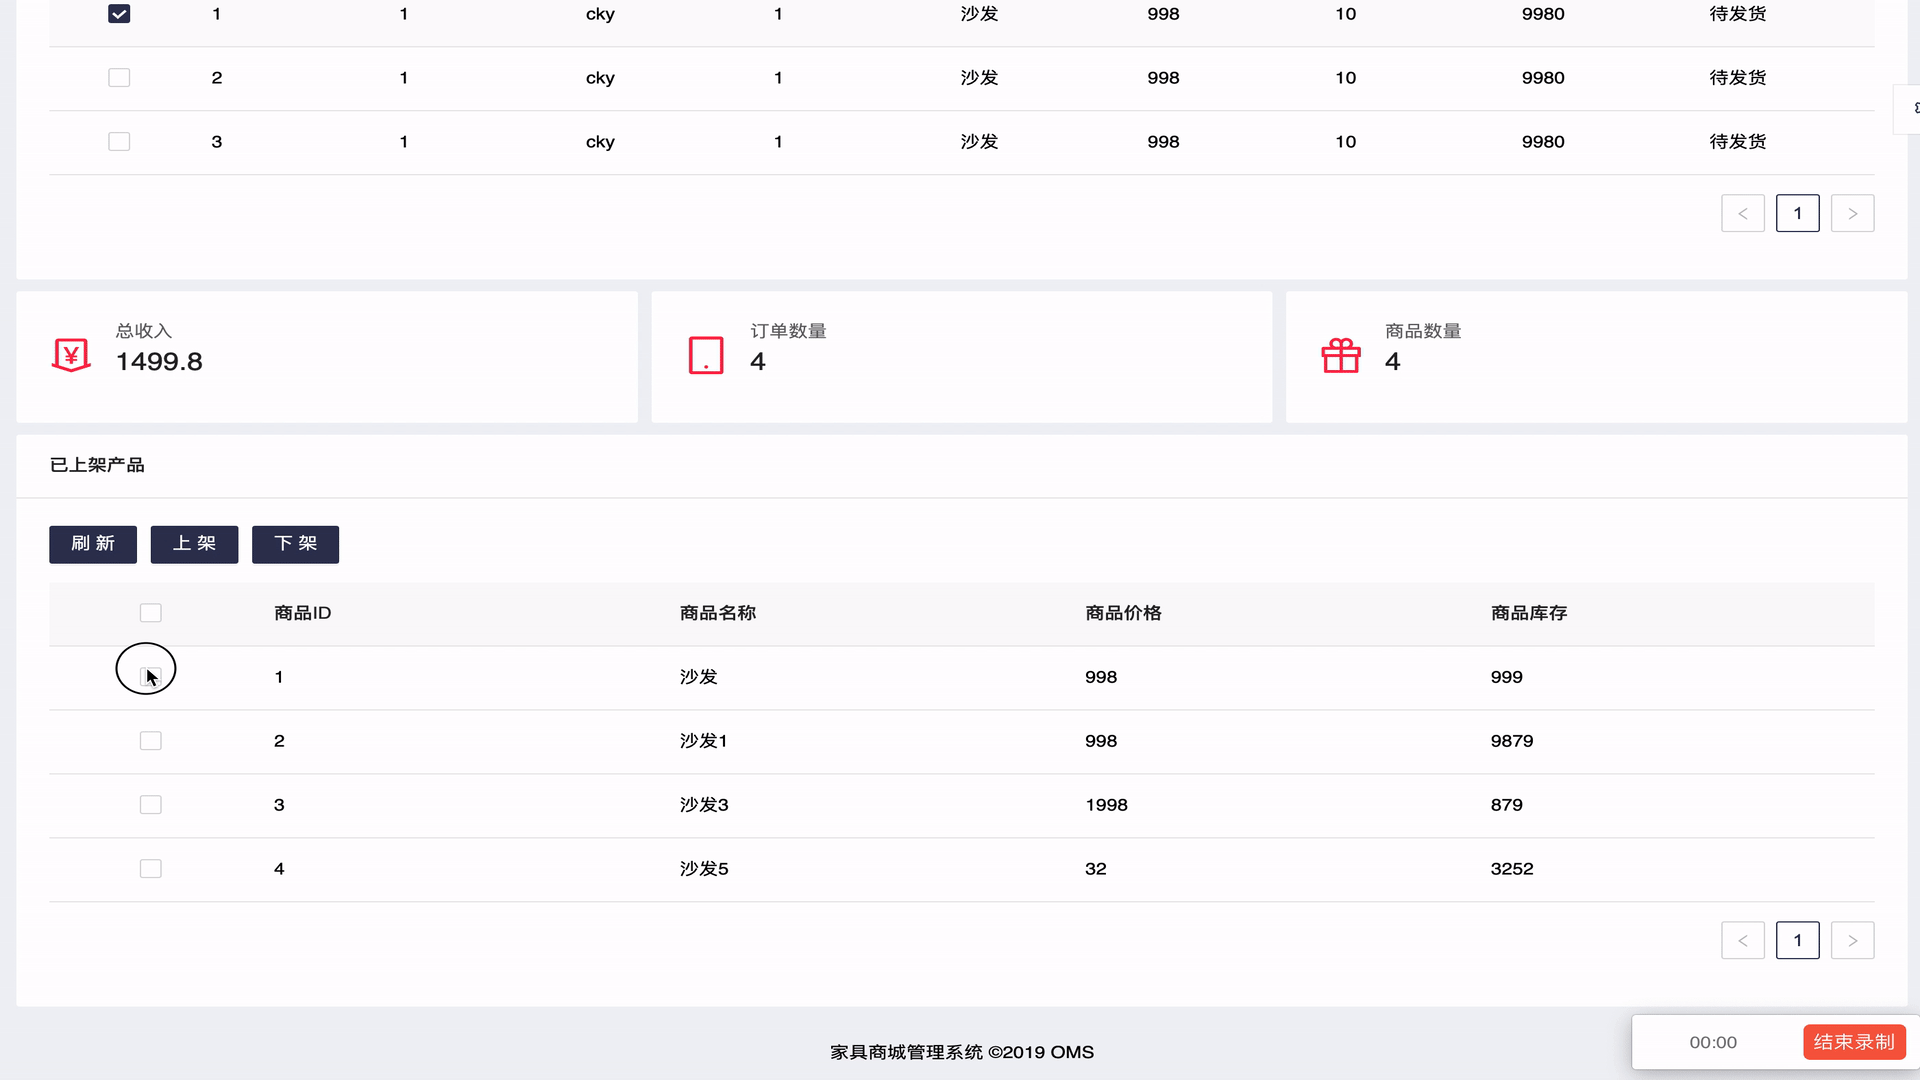 1 1 cky 1 沙发 998 10 9980 待发货
2 1 cky 1 沙发 998 10 9980 待发货
3 1 cky 1 沙发 998 10 9980 待发货
< 1 >
总收入
1499.8
订单数量
4
商品数量
4
已上架产品
刷 新 上 架 下 架
商品ID 商品名称 商品价格 商品库存
1 沙发 998 999
2 沙发1 998 9879
3 沙发3 1998 879
4 沙发5 32 3252
< 1 >
家具商城管理系统 ©2019 OMS
00:00 结束录制